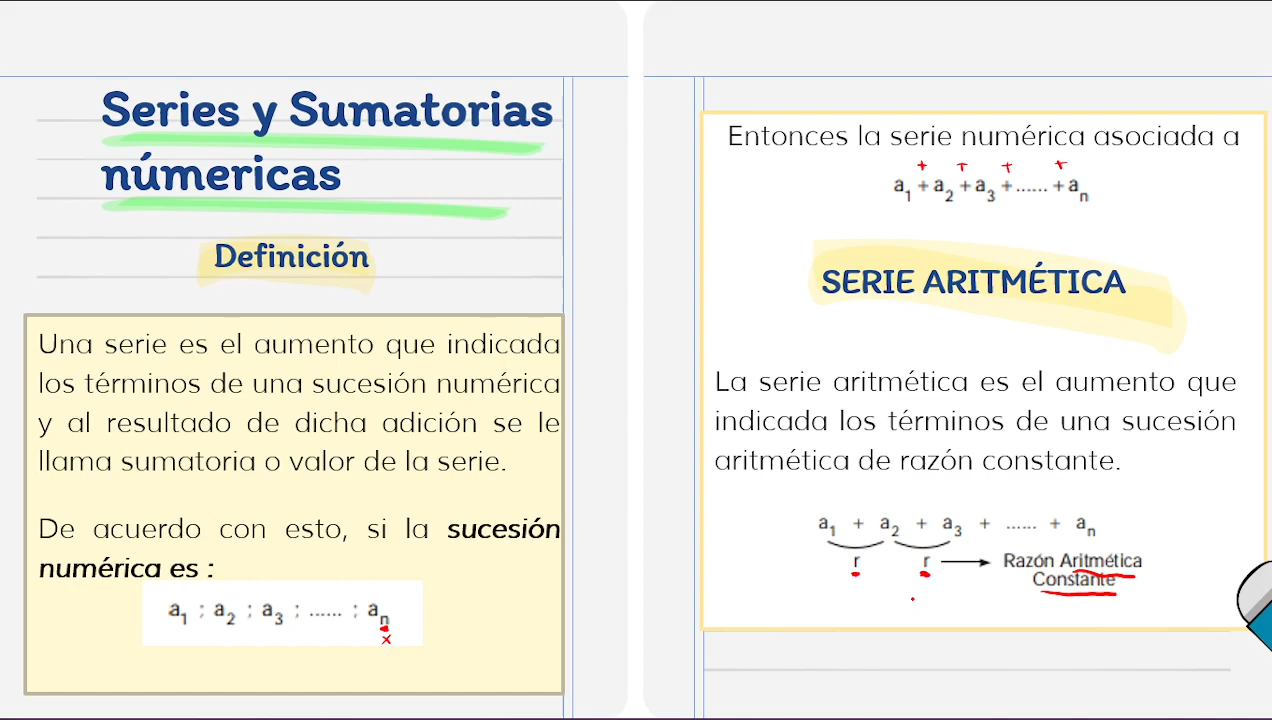 Series y Sumatorias
númericas
Definición
Una serie es el aumento que indicada
los términos de una sucesión numérica
y al resultado de dicha adición se le
llama sumatoria o valor de la serie.
De acuerdo con esto, si la sucesión
numérica es :
a₁ ; a₂ ; a₃ ; ...... ; aₙ
x
Entonces la serie numérica asociada a
+ + + +
a₁ + a₂ + a₃ + ...... + aₙ
SERIE ARITMÉTICA
La serie aritmética es el aumento que
indicada los términos de una sucesión
aritmética de razón constante.
a₁ + a₂ + a₃ + ...... + aₙ
r r Razón Aritmética
Constante